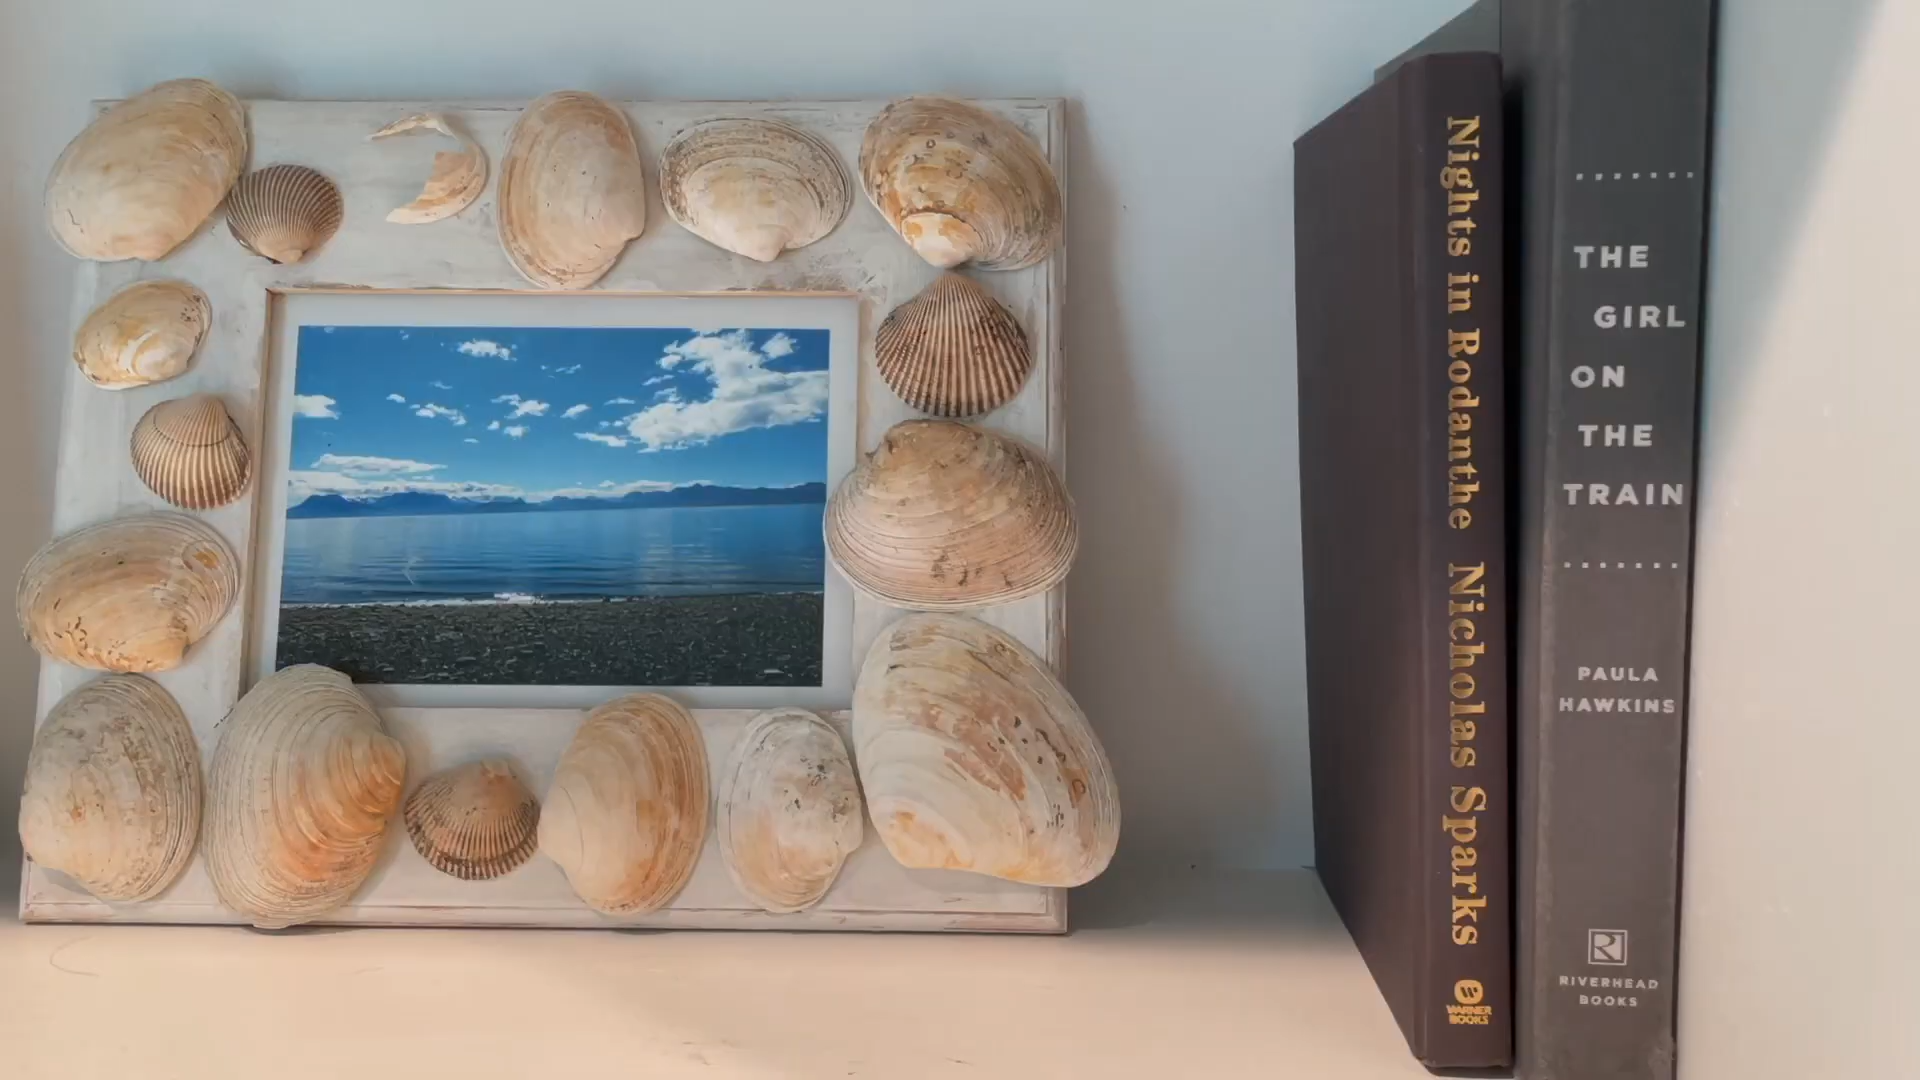 Nights in Rodanthe Nicholas Sparks
WARNER
BOOKS
THE
GIRL
ON
THE
TRAIN
PAULA
HAWKINS
RIVERHEAD
BOOKS